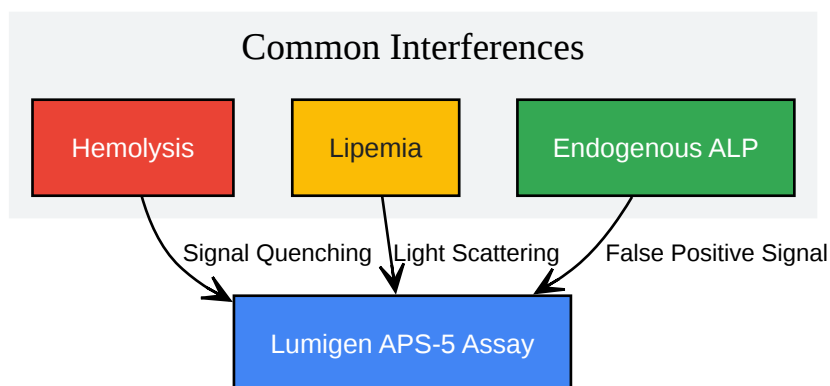 Common Interferences
Hemolysis
Lipemia
Endogenous ALP
Signal Quenching
Light Scattering
False Positive Signal
Lumigen APS-5 Assay